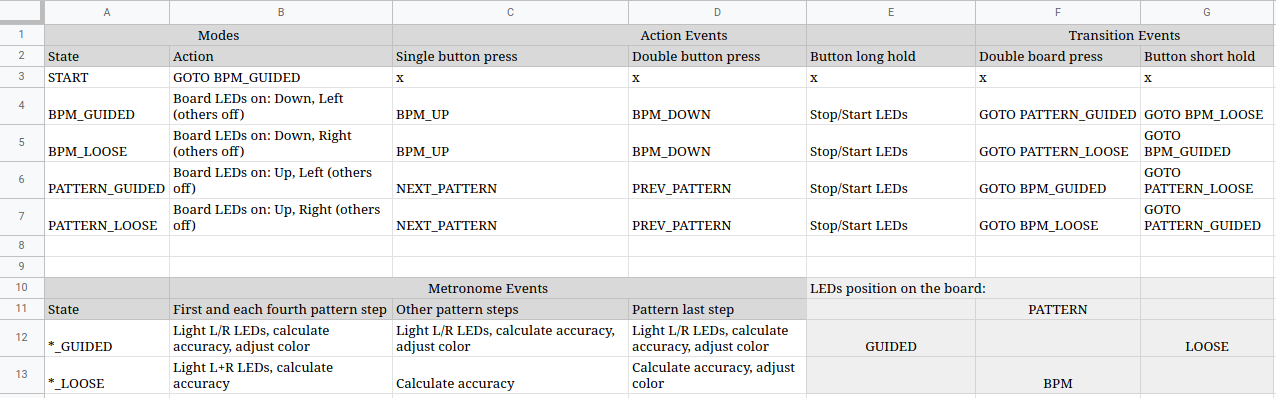 A B C D E F G
1 Modes Action Events Transition Events
2 State Action Single button press Double button press Button long hold Double board press Button short hold
3 START GOTO BPM_GUIDED x x x x x
4 BPM_GUIDED Board LEDs on: Down, Left (others off) BPM_UP BPM_DOWN Stop/Start LEDs GOTO PATTERN_GUIDED GOTO BPM_LOOSE
5 BPM_LOOSE Board LEDs on: Down, Right (others off) BPM_UP BPM_DOWN Stop/Start LEDs GOTO PATTERN_LOOSE GOTO BPM_GUIDED
6 PATTERN_GUIDED Board LEDs on: Up, Left (others off) NEXT_PATTERN PREV_PATTERN Stop/Start LEDs GOTO BPM_GUIDED GOTO PATTERN_LOOSE
7 PATTERN_LOOSE Board LEDs on: Up, Right (others off) NEXT_PATTERN PREV_PATTERN Stop/Start LEDs GOTO BPM_LOOSE GOTO PATTERN_GUIDED
8
9
10 Metronome Events LEDs position on the board:
11 State First and each fourth pattern step Other pattern steps Pattern last step PATTERN
12 *_GUIDED Light L/R LEDs, calculate accuracy, adjust color Light L/R LEDs, calculate accuracy, adjust color Light L/R LEDs, calculate accuracy, adjust color GUIDED LOOSE
13 *_LOOSE Light L+R LEDs, calculate accuracy Calculate accuracy Calculate accuracy, adjust color BPM